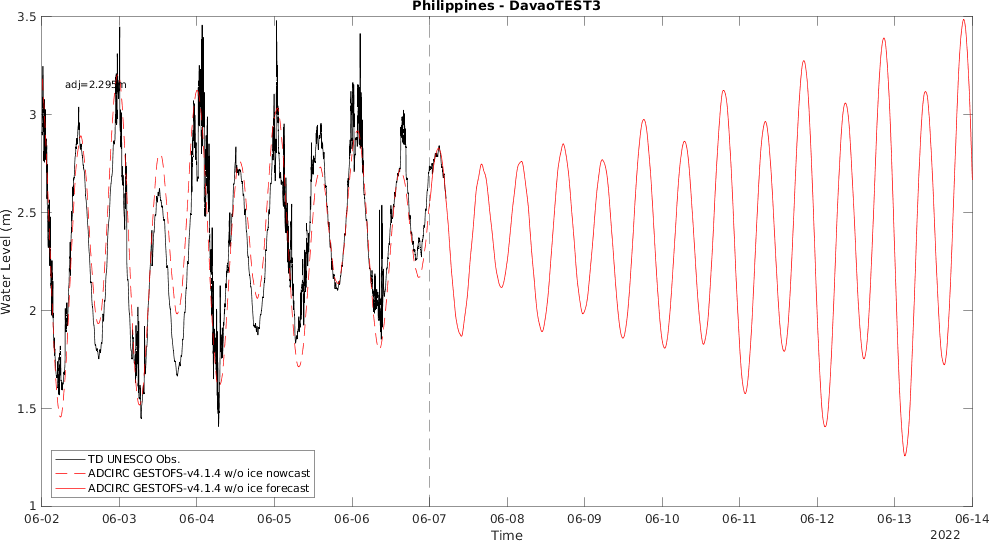 Philippines - DavaoTEST3
3.5
3
2.5
2
1.5
1
Water Level (m)
adj=2.295m
TD UNESCO Obs.
ADCIRC GESTOFS-v4.1.4 w/o ice nowcast
ADCIRC GESTOFS-v4.1.4 w/o ice forecast
06-02 06-03 06-04 06-05 06-06 06-07 06-08 06-09 06-10 06-11 06-12 06-13 06-14
Time
2022